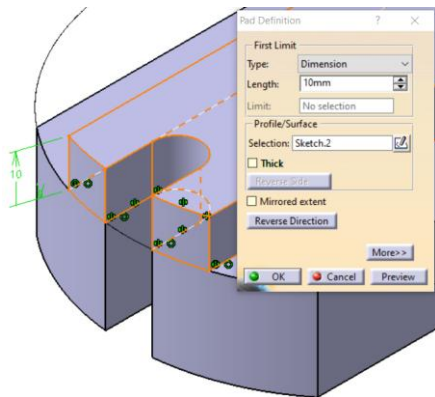 Pad Definition ? ×
First Limit
Type: Dimension
Length: 10mm
Limit: No selection
Profile/Surface
Selection: Sketch.2
Thick
Reverse Side
Mirrored extent
Reverse Direction
More>>
OK Cancel Preview
10